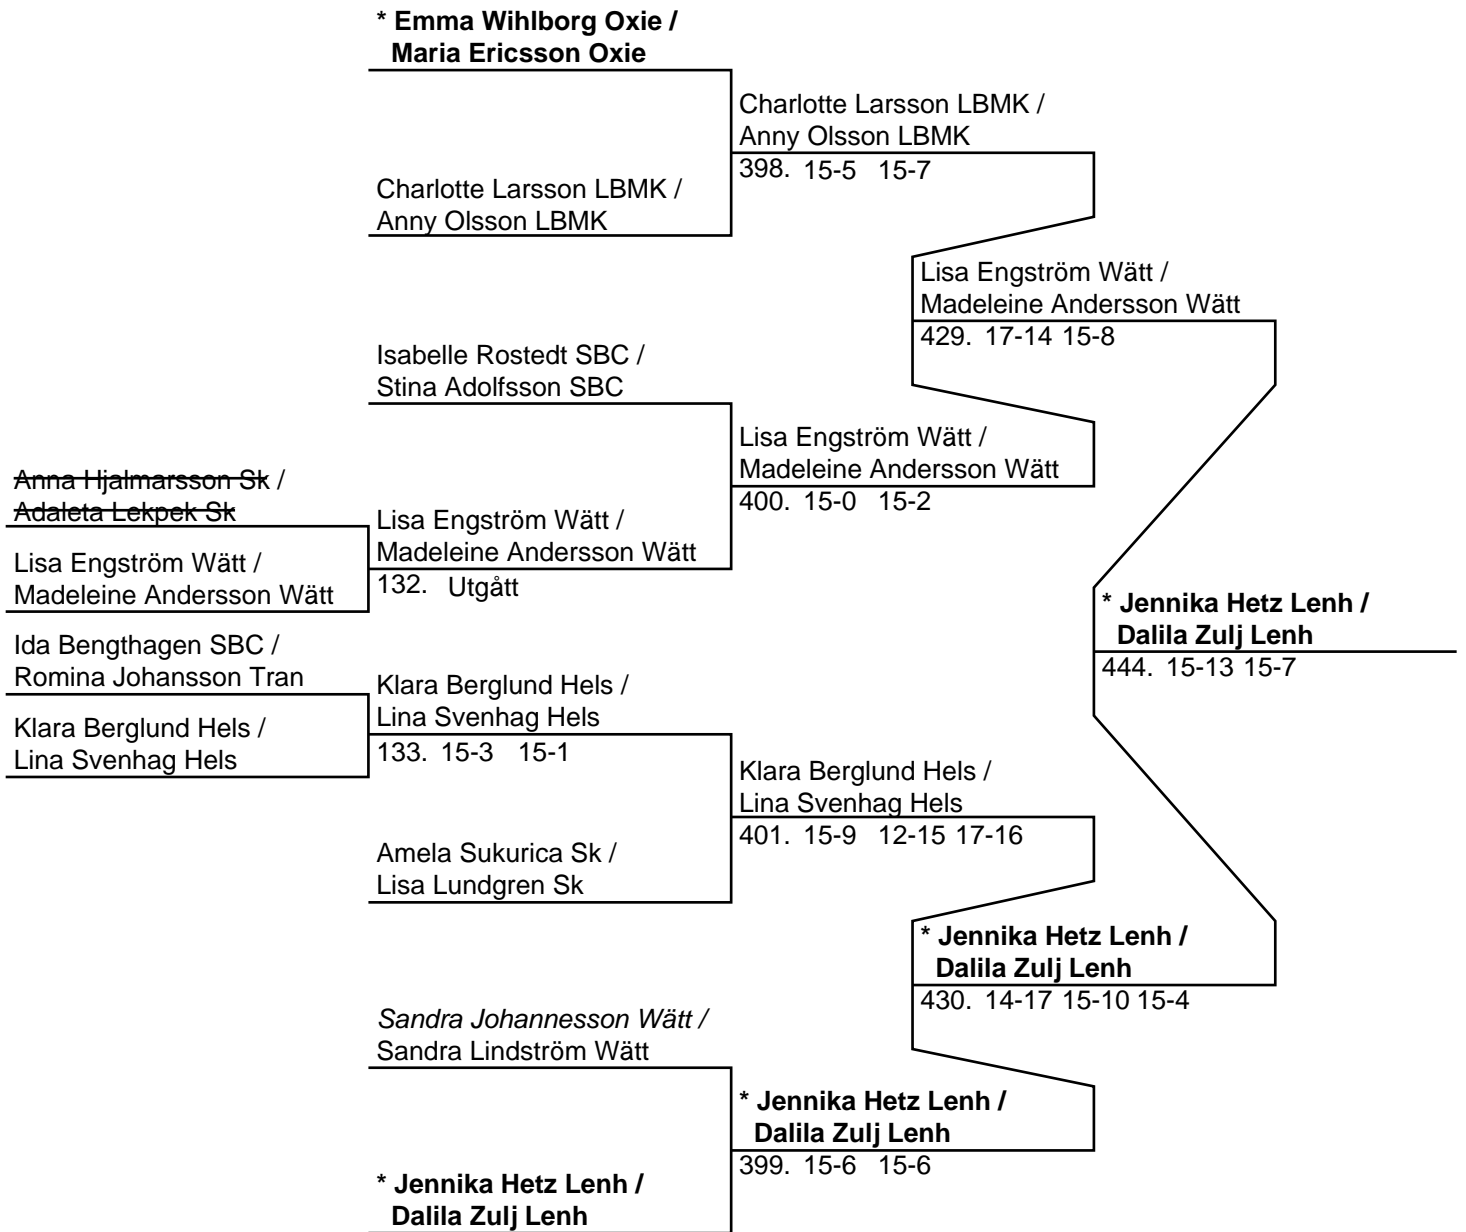 * Emma Wihlborg Oxie /
Maria Ericsson Oxie
Charlotte Larsson LBMK /
Anny Olsson LBMK
398. 15-5 15-7
Charlotte Larsson LBMK /
Anny Olsson LBMK
Lisa Engström Wätt /
Madeleine Andersson Wätt
429. 17-14 15-8
Isabelle Rostedt SBC /
Stina Adolfsson SBC
Lisa Engström Wätt /
Madeleine Andersson Wätt
400. 15-0 15-2
Anna Hjalmarsson Sk /
Adaleta Lekpek Sk
Lisa Engström Wätt /
Madeleine Andersson Wätt
132. Utgått
Lisa Engström Wätt /
Madeleine Andersson Wätt
* Jennika Hetz Lenh /
Dalila Zulj Lenh
444. 15-13 15-7
Ida Bengthagen SBC /
Romina Johansson Tran
Klara Berglund Hels /
Lina Svenhag Hels
133. 15-3 15-1
Klara Berglund Hels /
Lina Svenhag Hels
Klara Berglund Hels /
Lina Svenhag Hels
401. 15-9 12-15 17-16
Amela Sukurica Sk /
Lisa Lundgren Sk
* Jennika Hetz Lenh /
Dalila Zulj Lenh
430. 14-17 15-10 15-4
Sandra Johannesson Wätt /
Sandra Lindström Wätt
* Jennika Hetz Lenh /
Dalila Zulj Lenh
399. 15-6 15-6
* Jennika Hetz Lenh /
Dalila Zulj Lenh